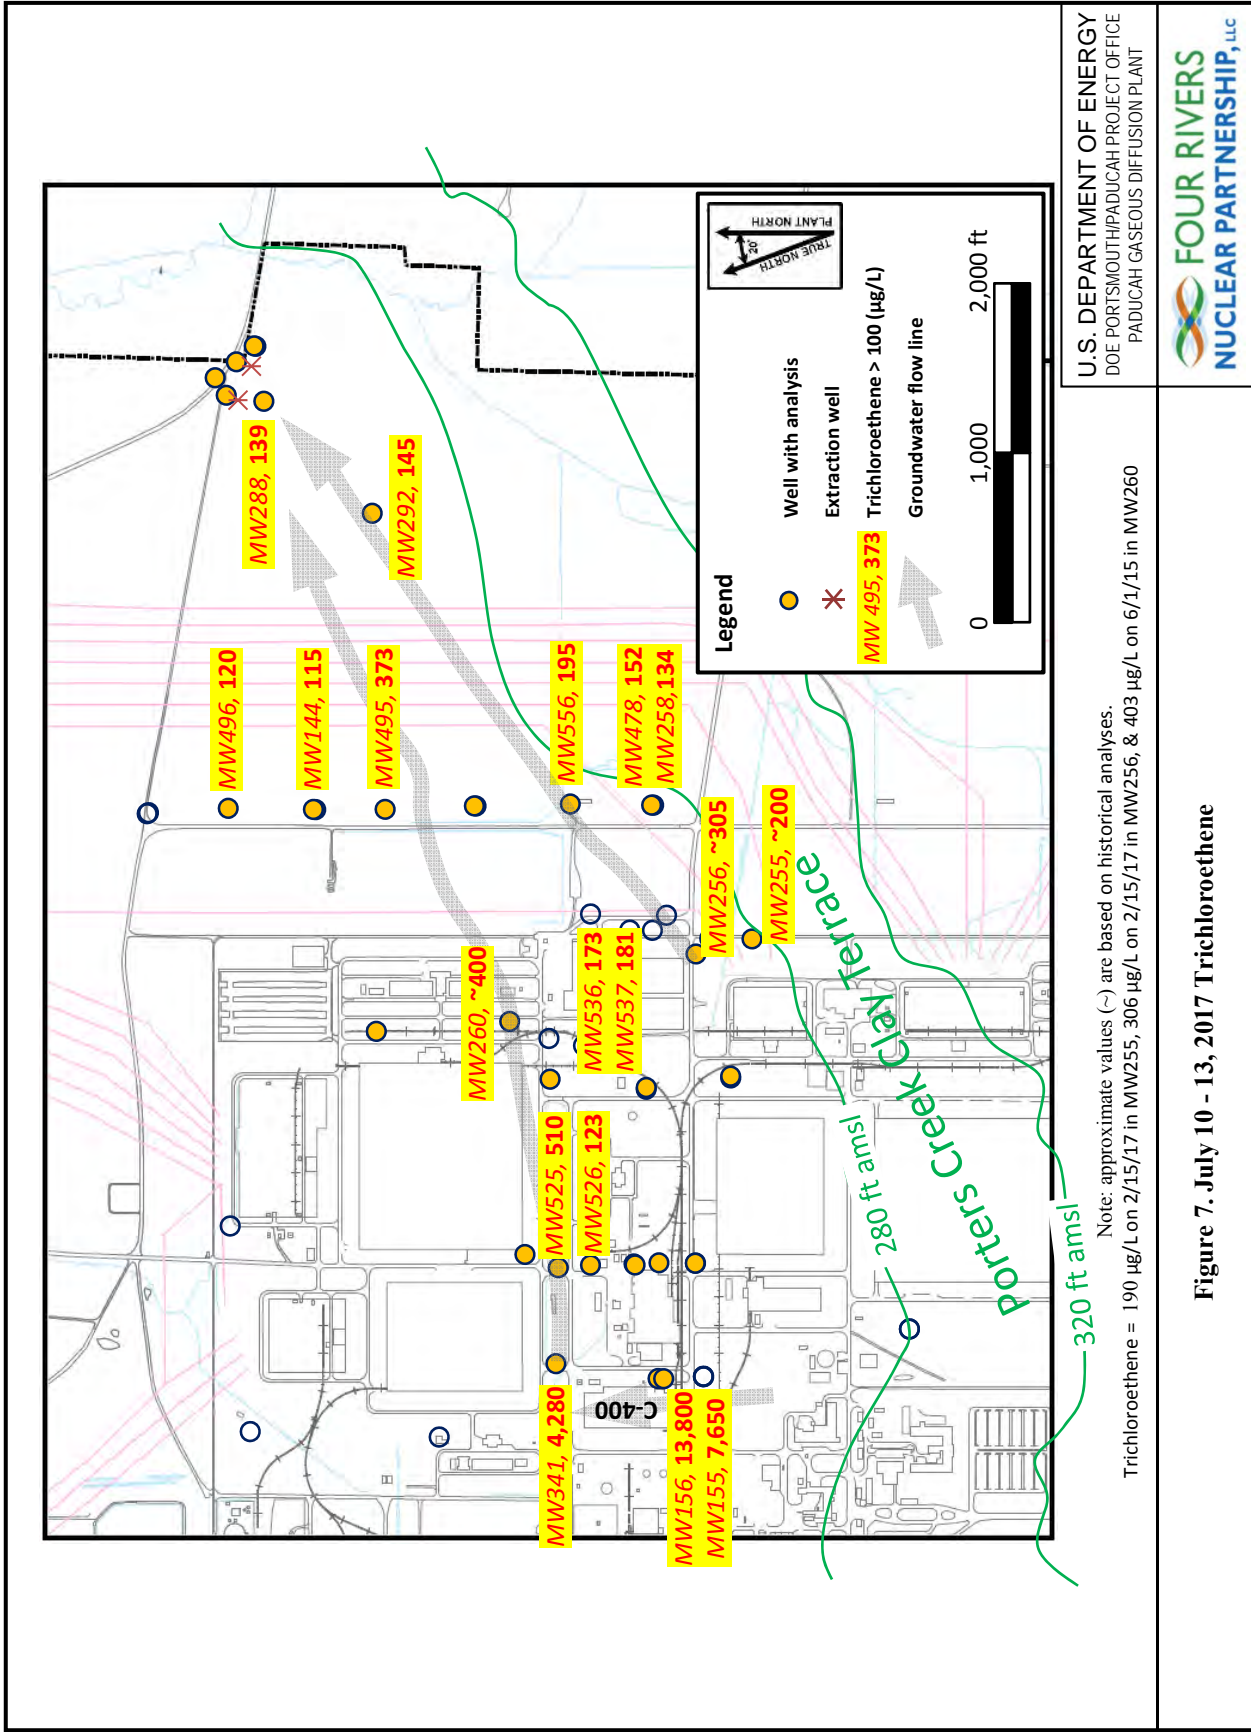 MW288, 139
MW292, 145
MW496, 120
MW144, 115
MW495, 373
MW556, 195
MW478, 152
MW258,134
MW260, ~400
MW536, 173
MW537, 181
MW256, ~305
MW255, ~200
MW525, 510
MW526, 123
MW341, 4,280
C-400
MW156, 13,800
MW155, 7,650
Porters Creek Clay Terrace
280 ft amsl
320 ft amsl
Legend
Well with analysis
Extraction well
MW 495, 373
Trichloroethene > 100 (µg/L)
Groundwater flow line
TRUE NORTH
20°
PLANT NORTH
0
1,000
2,000 ft
Note: approximate values (~) are based on historical analyses.
Trichloroethene = 190 µg/L on 2/15/17 in MW255, 306 µg/L on 2/15/17 in MW256, & 403 µg/L on 6/1/15 in MW260
U.S. DEPARTMENT OF ENERGY
DOE PORTSMOUTH/PADUCAH PROJECT OFFICE
PADUCAH GASEOUS DIFFUSION PLANT
Figure 7. July 10 - 13, 2017 Trichloroethene
FOUR RIVERS
NUCLEAR PARTNERSHIP, LLC